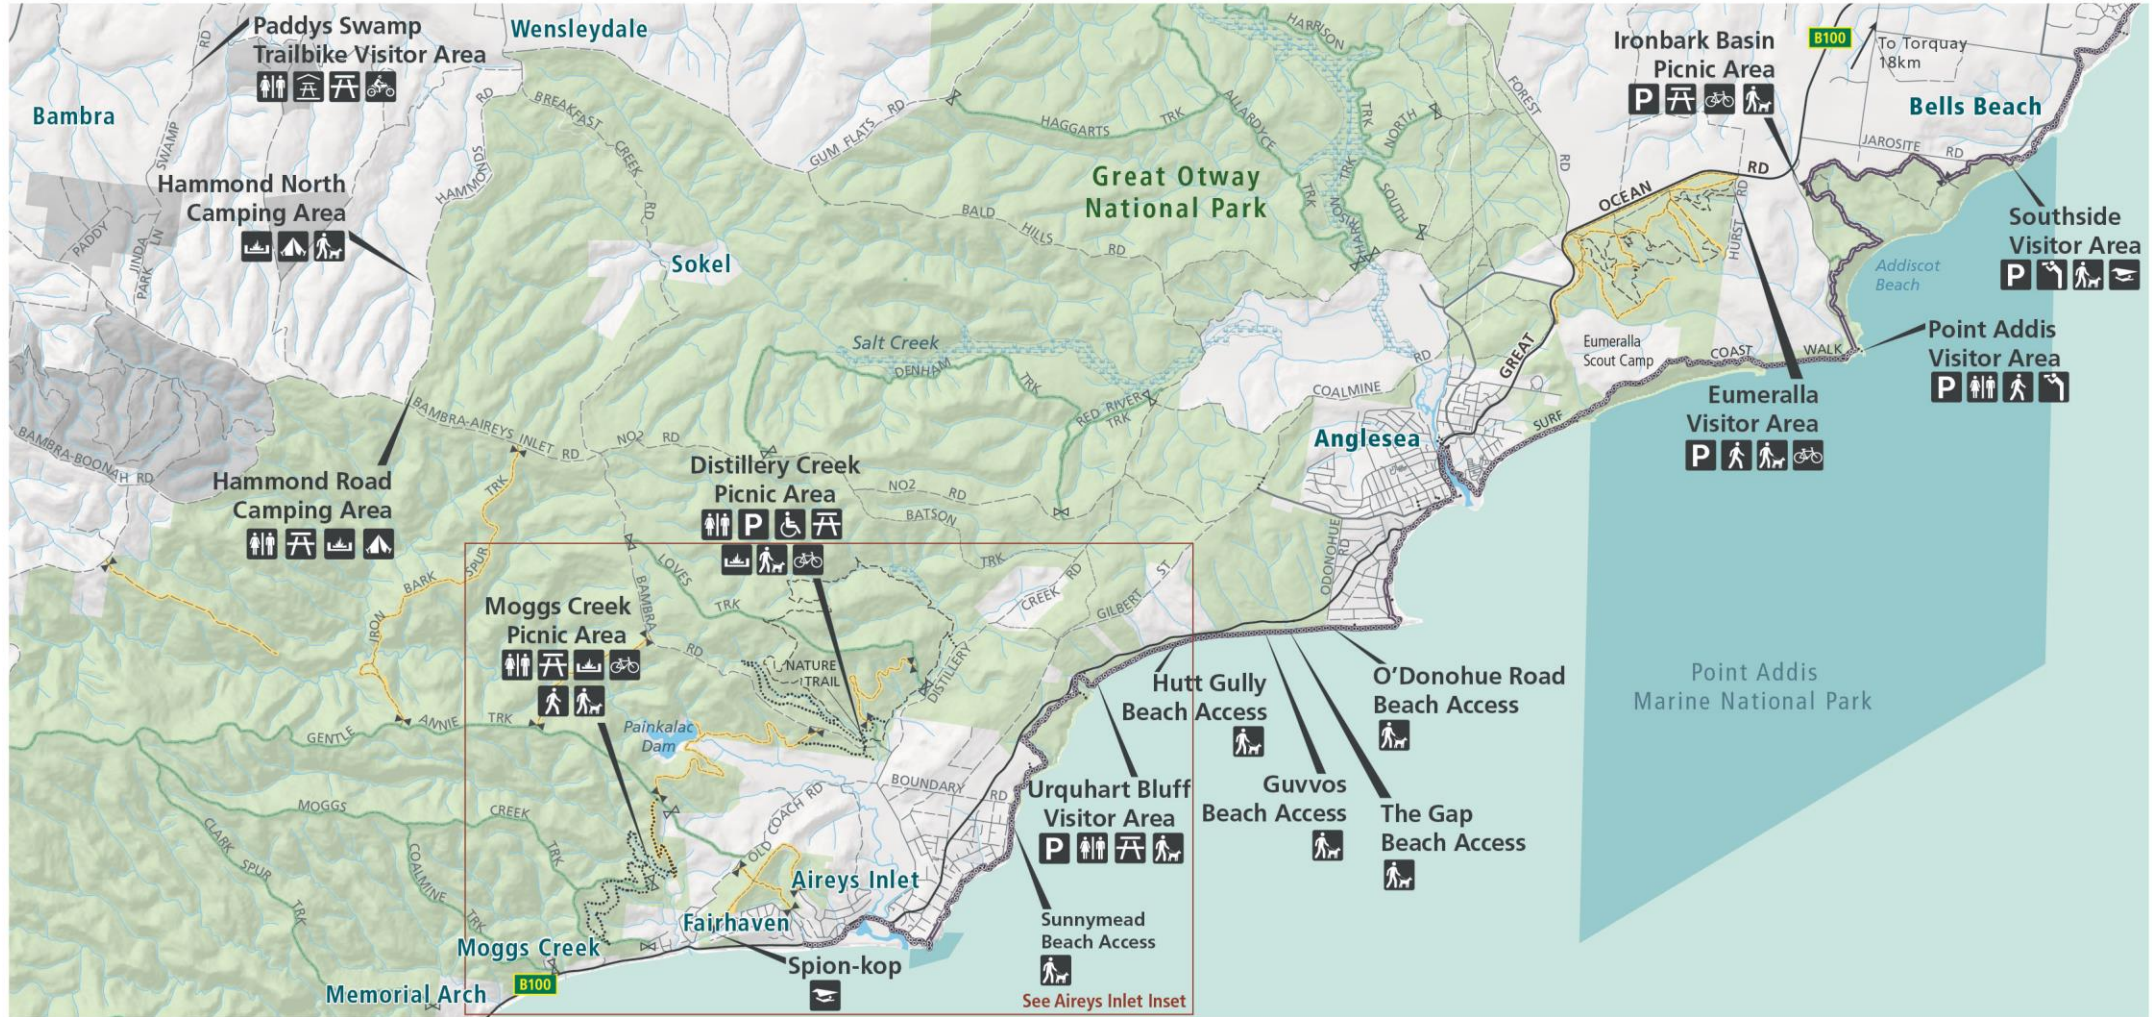 Paddys Swamp
Trailbike Visitor Area
Wensleydale
Bambra
Hammond North
Camping Area
SWAMP
RD
PADDY
JINDA
PARK
LN
HAMMONDS
RD
BREAKFAST
CREEK
RD
GUM FLATS
RD
HAGGARTS
TRK
ALLARDYCE
TRK
HARRISON
TRK
NORTH
TRK
SOUTH
HARRISON
Great Otway
National Park
BALD
HILLS
RD
Sokel
Salt Creek
DENHAM
TRK
RED RIVER
TRK
FOREST
RD
Ironbark Basin
Picnic Area
P
B100
To Torquay
18km
Bells Beach
JAROSITE
RD
Southside
Visitor Area
P
Addiscot
Beach
Point Addis
Visitor Area
P
GREAT
OCEAN
RD
HURST
RD
Eumeralla
Scout Camp
SURF
COAST
WALK
Eumeralla
Visitor Area
P
COALMINE
RD
Anglesea
Point Addis
Marine National Park
BAMBRA-BOONAH
RD
BAMBRA-AIREYS INLET
RD
NO2
RD
Hammond Road
Camping Area
Distillery Creek
Picnic Area
P
NO2
RD
BATSON
TRK
IRON
BARK
SPUR
TRK
Moggs Creek
Picnic Area
BAMBRA
RD
LOVES
TRK
NATURE
TRAIL
DISTILLERY
CREEK
RD
GILBERT
ST
ODONOHUE
RD
Hutt Gully
Beach Access
O'Donohue Road
Beach Access
Guvvos
Beach Access
The Gap
Beach Access
Urquhart Bluff
Visitor Area
P
Painkalac
Dam
GENTLE
ANNIE
TRK
MOGGS
CREEK
TRK
CLARK
SPUR
TRK
COALMINE
TRK
OLD
COACH RD
BOUNDARY
RD
Aireys Inlet
Fairhaven
Moggs Creek
Memorial Arch
B100
Spion-kop
Sunnymead
Beach Access
See Aireys Inlet Inset